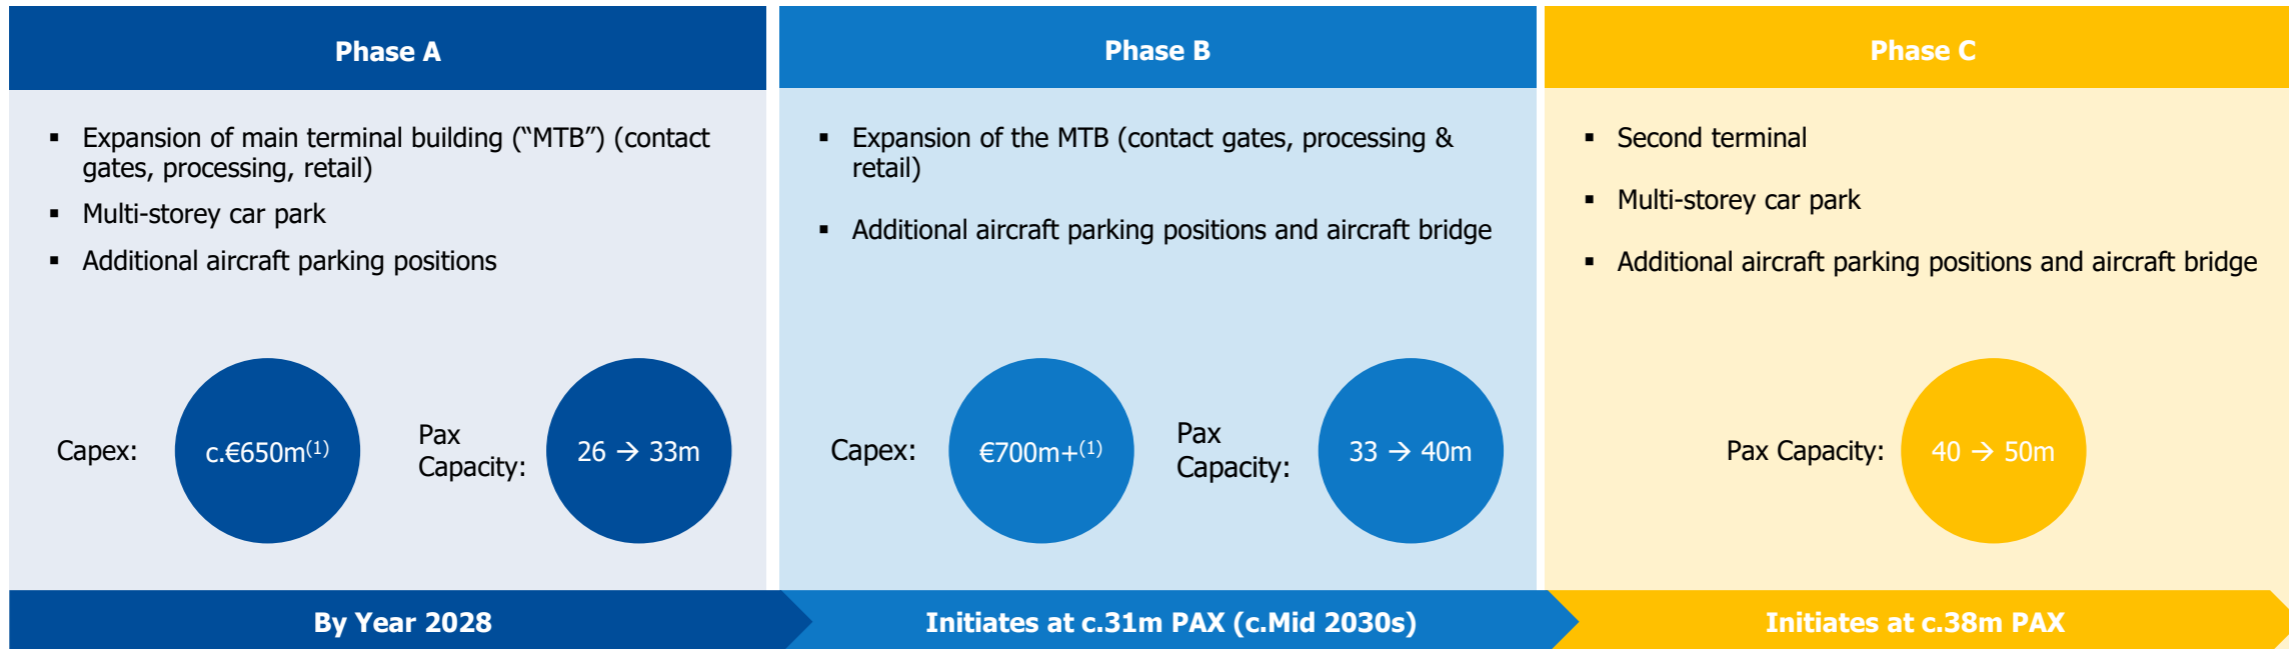 Phase A
▪ Expansion of main terminal building (“MTB”) (contact
gates, processing, retail)
▪ Multi-storey car park
▪ Additional aircraft parking positions
Capex:
c.€650m(1)
Pax
Capacity:
26 → 33m
By Year 2028
Phase B
▪ Expansion of the MTB (contact gates, processing &
retail)
▪ Additional aircraft parking positions and aircraft bridge
Capex:
€700m+(1)
Pax
Capacity:
33 → 40m
Initiates at c.31m PAX (c.Mid 2030s)
Phase C
▪ Second terminal
▪ Multi-storey car park
▪ Additional aircraft parking positions and aircraft bridge
Pax Capacity:
40 → 50m
Initiates at c.38m PAX